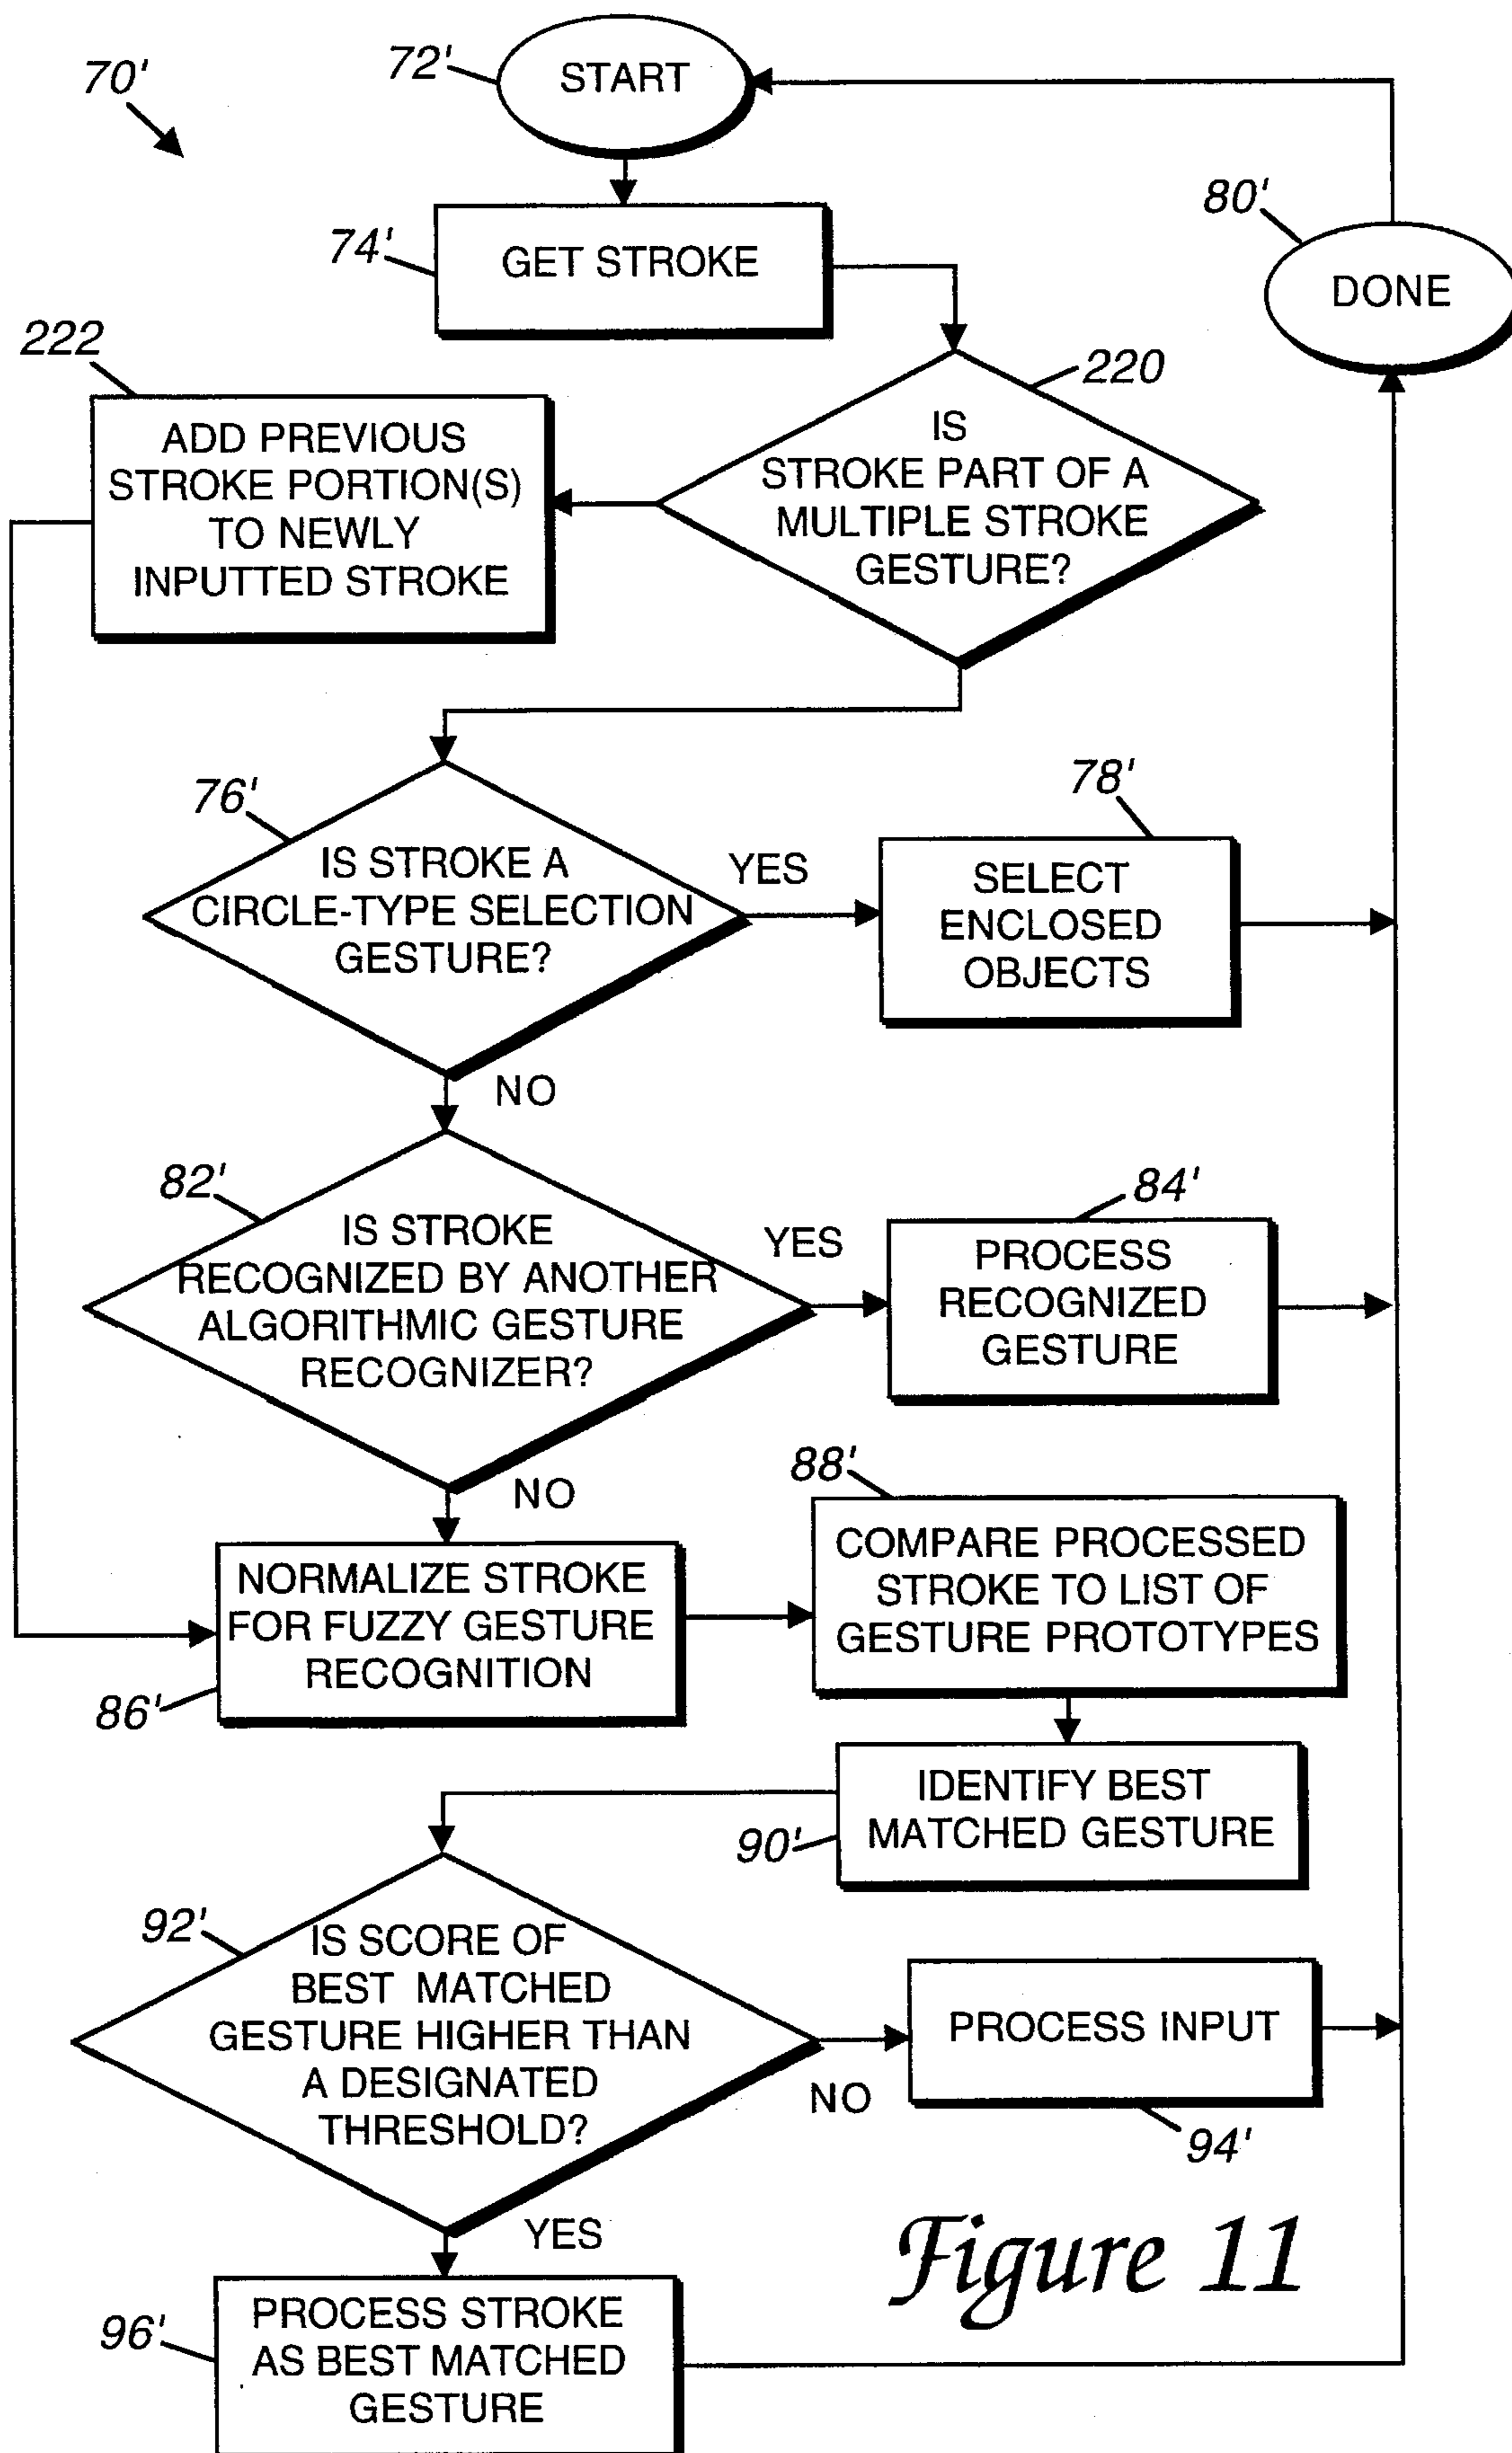 70'
72'
START
80'
DONE
74'
GET STROKE
222
ADD PREVIOUS
STROKE PORTION(S)
TO NEWLY
INPUTTED STROKE
220
IS
STROKE PART OF A
MULTIPLE STROKE
GESTURE?
76'
IS STROKE A
CIRCLE-TYPE SELECTION
GESTURE?
YES
78'
SELECT
ENCLOSED
OBJECTS
NO
82'
IS STROKE
RECOGNIZED BY ANOTHER
ALGORITHMIC GESTURE
RECOGNIZER?
YES
84'
PROCESS
RECOGNIZED
GESTURE
NO
86'
NORMALIZE STROKE
FOR FUZZY GESTURE
RECOGNITION
88'
COMPARE PROCESSED
STROKE TO LIST OF
GESTURE PROTOTYPES
90'
IDENTIFY BEST
MATCHED GESTURE
92'
IS SCORE OF
BEST MATCHED
GESTURE HIGHER THAN
A DESIGNATED
THRESHOLD?
NO
PROCESS INPUT
94'
YES
96'
PROCESS STROKE
AS BEST MATCHED
GESTURE
Figure 11